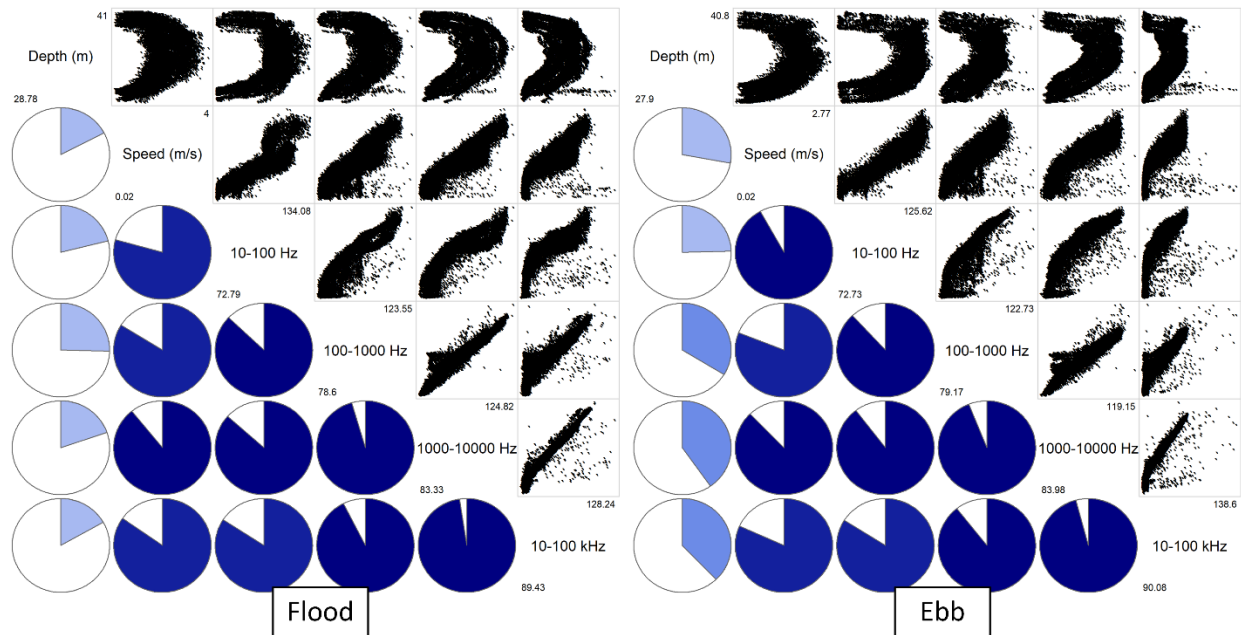 41
Depth (m)
28.78
4
Speed (m/s)
0.02
134.08
10-100 Hz
72.79
123.55
100-1000 Hz
78.6
124.82
1000-10000 Hz
83.33
128.24
10-100 kHz
89.43
Flood
40.8
Depth (m)
27.9
2.77
Speed (m/s)
0.02
125.62
10-100 Hz
72.73
122.73
100-1000 Hz
79.17
119.15
1000-10000 Hz
83.98
138.6
10-100 kHz
90.08
Ebb